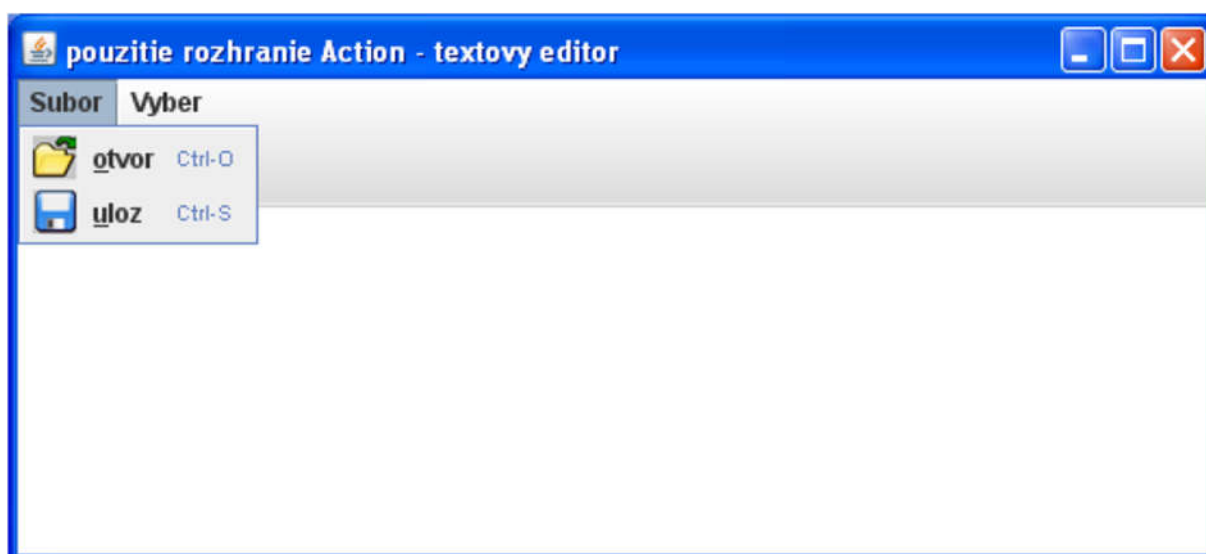 pouzitie rozhranie Action - textovy editor
Subor Vyber
otvor Ctrl-O
uloz Ctrl-S